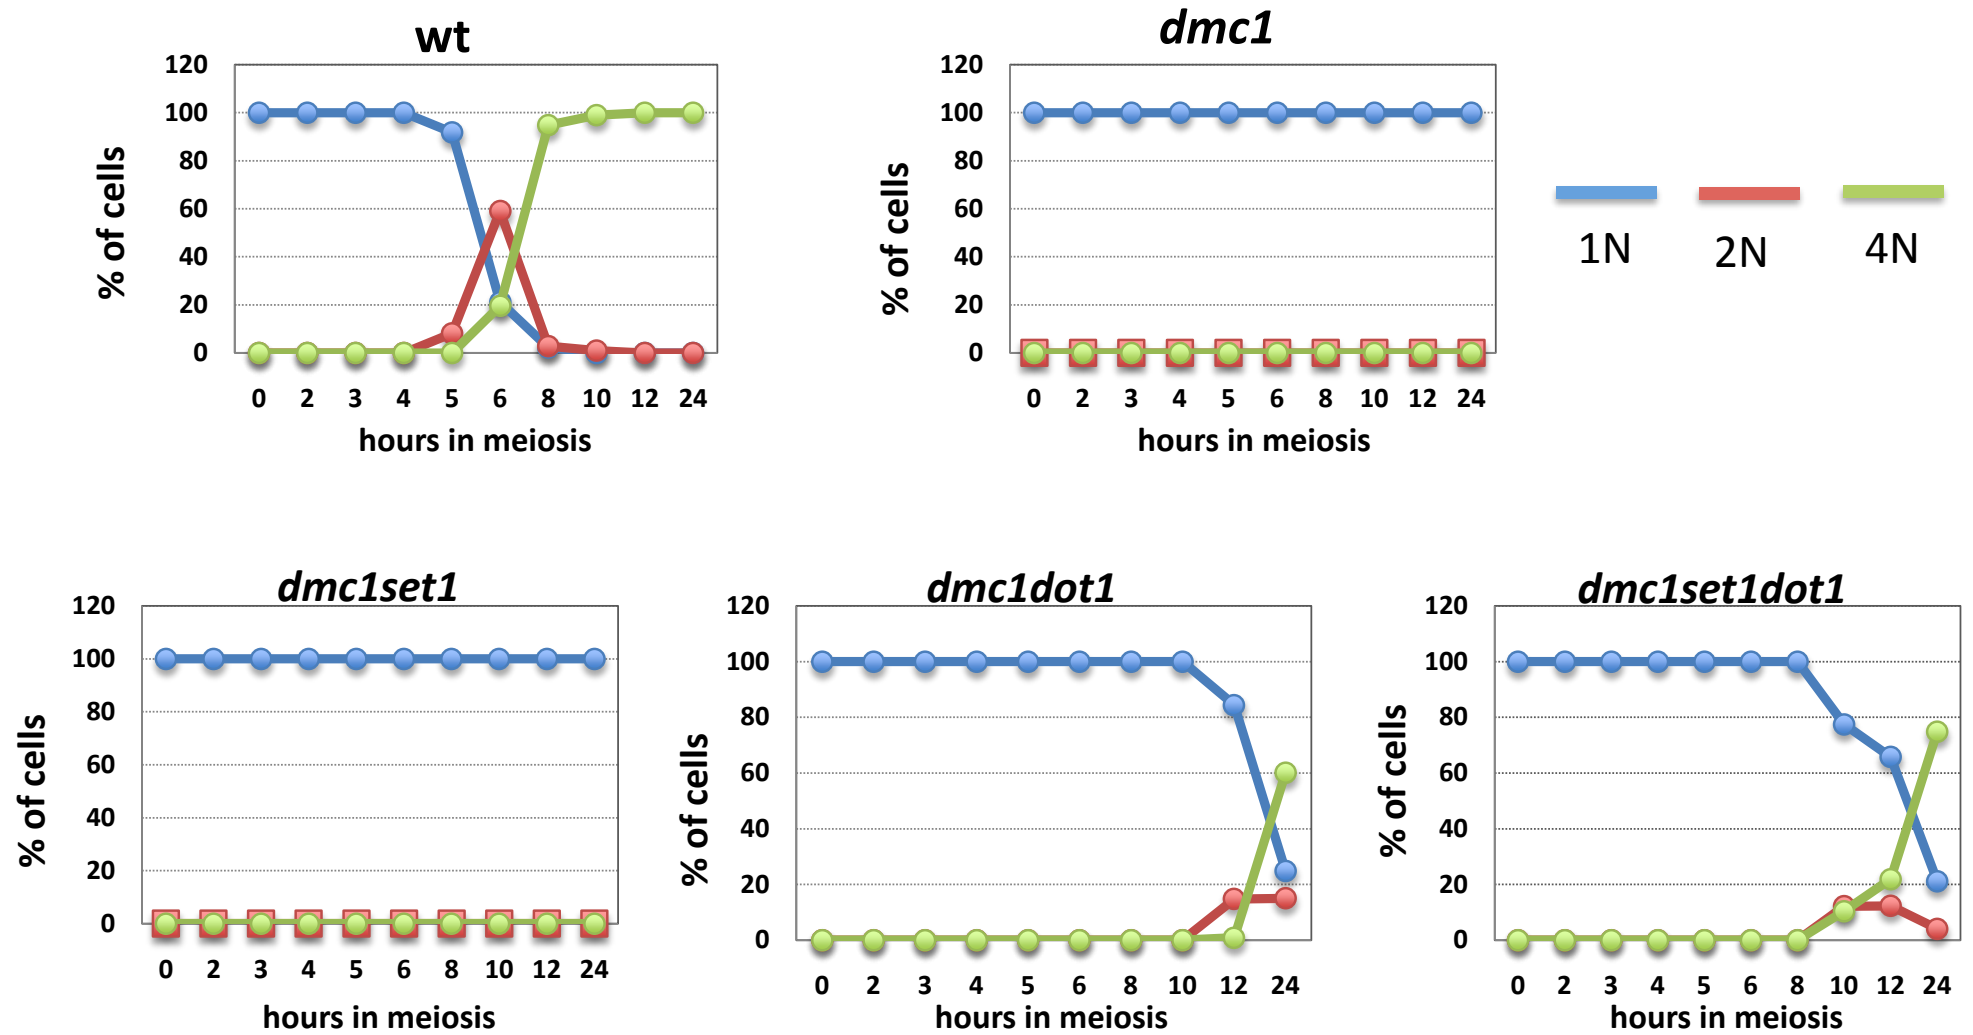 wt
120
100
80
60
40
20
0
% of cells
0 2 3 4 5 6 8 10 12 24
hours in meiosis
dmc1
120
100
80
60
40
20
0
% of cells
0 2 3 4 5 6 8 10 12 24
hours in meiosis
1N 2N 4N
dmc1set1
120
100
80
60
40
20
0
% of cells
0 2 3 4 5 6 8 10 12 24
hours in meiosis
dmc1dot1
120
100
80
60
40
20
0
% of cells
0 2 3 4 5 6 8 10 12 24
hours in meiosis
dmc1set1dot1
120
100
80
60
40
20
0
% of cells
0 2 3 4 5 6 8 10 12 24
hours in meiosis